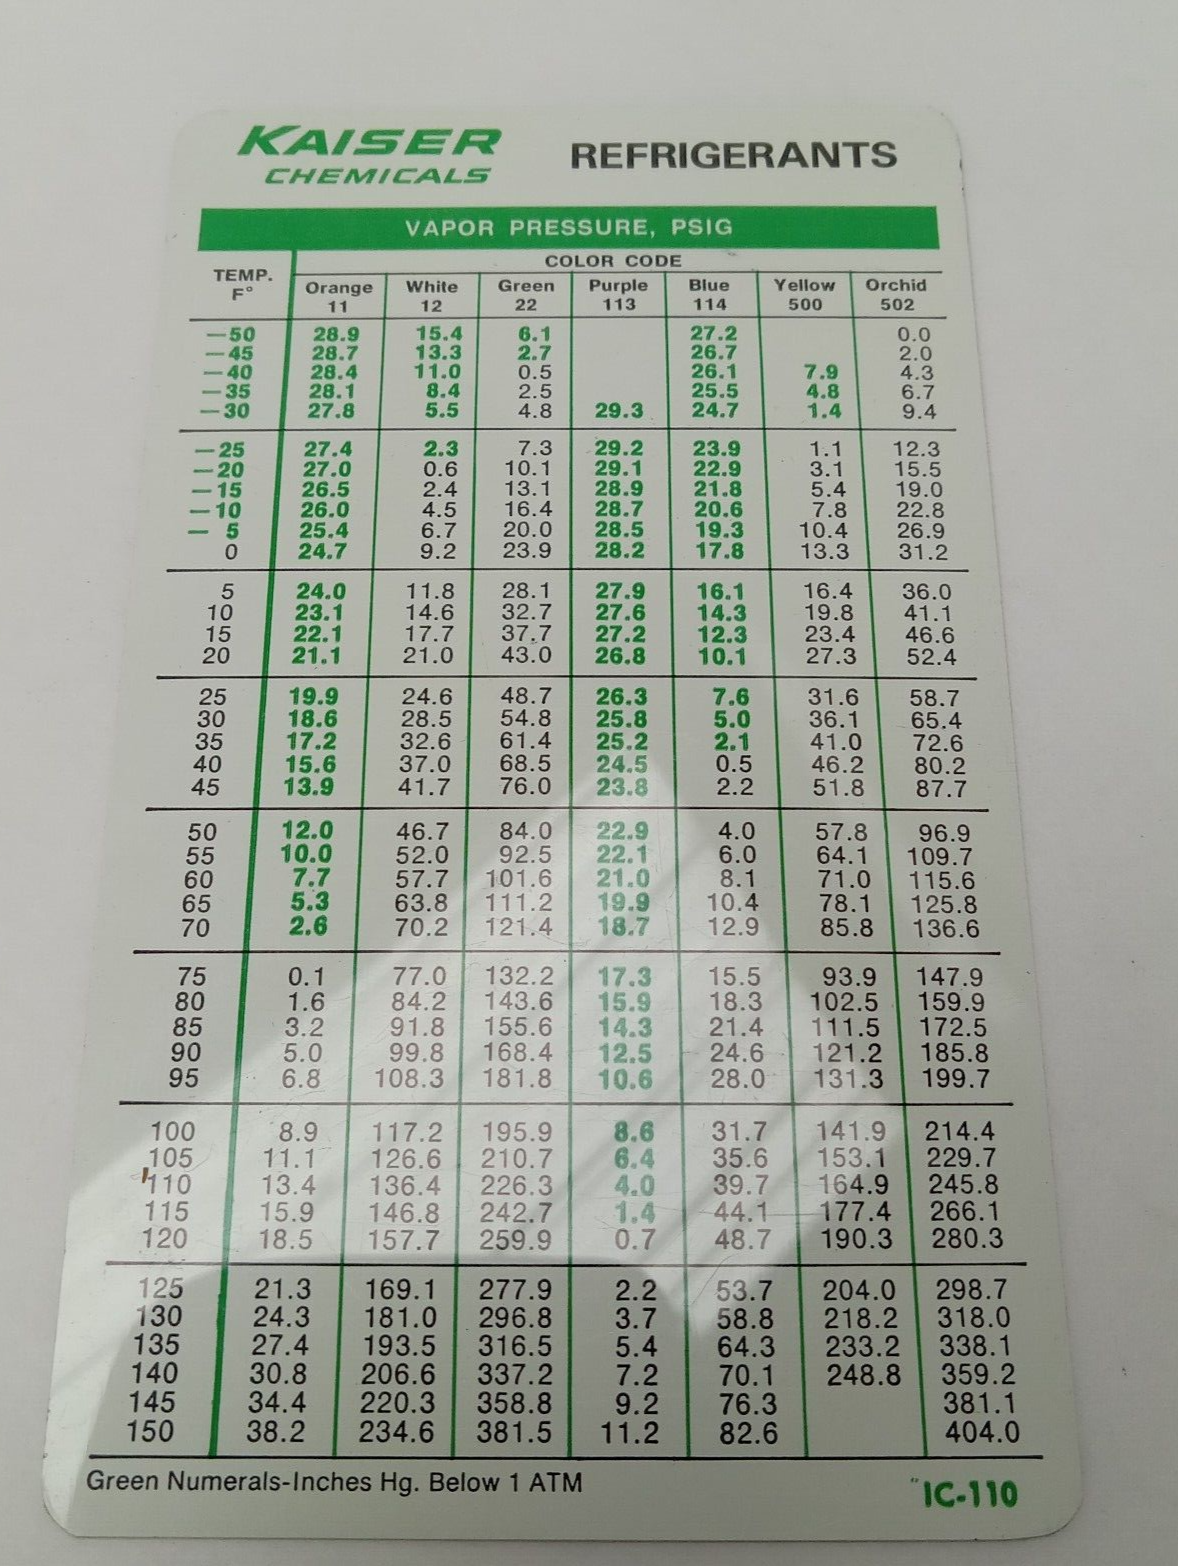 KAISER
CHEMICALS
REFRIGERANTS
VAPOR PRESSURE, PSIG
TEMP. F° COLOR CODE
Orange 11 White 12 Green 22 Purple 113 Blue 114 Yellow 500 Orchid 502
—50 28.9 15.4 6.1 27.2 0.0
—45 28.7 13.3 2.7 26.7 2.0
—40 28.4 11.0 0.5 26.1 7.9 4.3
—35 28.1 8.4 2.5 25.5 4.8 6.7
—30 27.8 5.5 4.8 29.3 24.7 1.4 9.4
—25 27.4 2.3 7.3 29.2 23.9 1.1 12.3
—20 27.0 0.6 10.1 29.1 22.9 3.1 15.5
—15 26.5 2.4 13.1 28.9 21.8 5.4 19.0
—10 26.0 4.5 16.4 28.7 20.6 7.8 22.8
— 5 25.4 6.7 20.0 28.5 19.3 10.4 26.9
0 24.7 9.2 23.9 28.2 17.8 13.3 31.2
5 24.0 11.8 28.1 27.9 16.1 16.4 36.0
10 23.1 14.6 32.7 27.6 14.3 19.8 41.1
15 22.1 17.7 37.7 27.2 12.3 23.4 46.6
20 21.1 21.0 43.0 26.8 10.1 27.3 52.4
25 19.9 24.6 48.7 26.3 7.6 31.6 58.7
30 18.6 28.5 54.8 25.8 5.0 36.1 65.4
35 17.2 32.6 61.4 25.2 2.1 41.0 72.6
40 15.6 37.0 68.5 24.5 0.5 46.2 80.2
45 13.9 41.7 76.0 23.8 2.2 51.8 87.7
50 12.0 46.7 84.0 22.9 4.0 57.8 96.9
55 10.0 52.0 92.5 22.1 6.0 64.1 109.7
60 7.7 57.7 101.6 21.0 8.1 71.0 115.6
65 5.3 63.8 111.2 19.9 10.4 78.1 125.8
70 2.6 70.2 121.4 18.7 12.9 85.8 136.6
75 0.1 77.0 132.2 17.3 15.5 93.9 147.9
80 1.6 84.2 143.6 15.9 18.3 102.5 159.9
85 3.2 91.8 155.6 14.3 21.4 111.5 172.5
90 5.0 99.8 168.4 12.5 24.6 121.2 185.8
95 6.8 108.3 181.8 10.6 28.0 131.3 199.7
100 8.9 117.2 195.9 8.6 31.7 141.9 214.4
105 11.1 126.6 210.7 6.4 35.6 153.1 229.7
110 13.4 136.4 226.3 4.0 39.7 164.9 245.8
115 15.9 146.8 242.7 1.4 44.1 177.4 266.1
120 18.5 157.7 259.9 0.7 48.7 190.3 280.3
125 21.3 169.1 277.9 2.2 53.7 204.0 298.7
130 24.3 181.0 296.8 3.7 58.8 218.2 318.0
135 27.4 193.5 316.5 5.4 64.3 233.2 338.1
140 30.8 206.6 337.2 7.2 70.1 248.8 359.2
145 34.4 220.3 358.8 9.2 76.3 381.1
150 38.2 234.6 381.5 11.2 82.6 404.0
Green Numerals-Inches Hg. Below 1 ATM
"IC-110